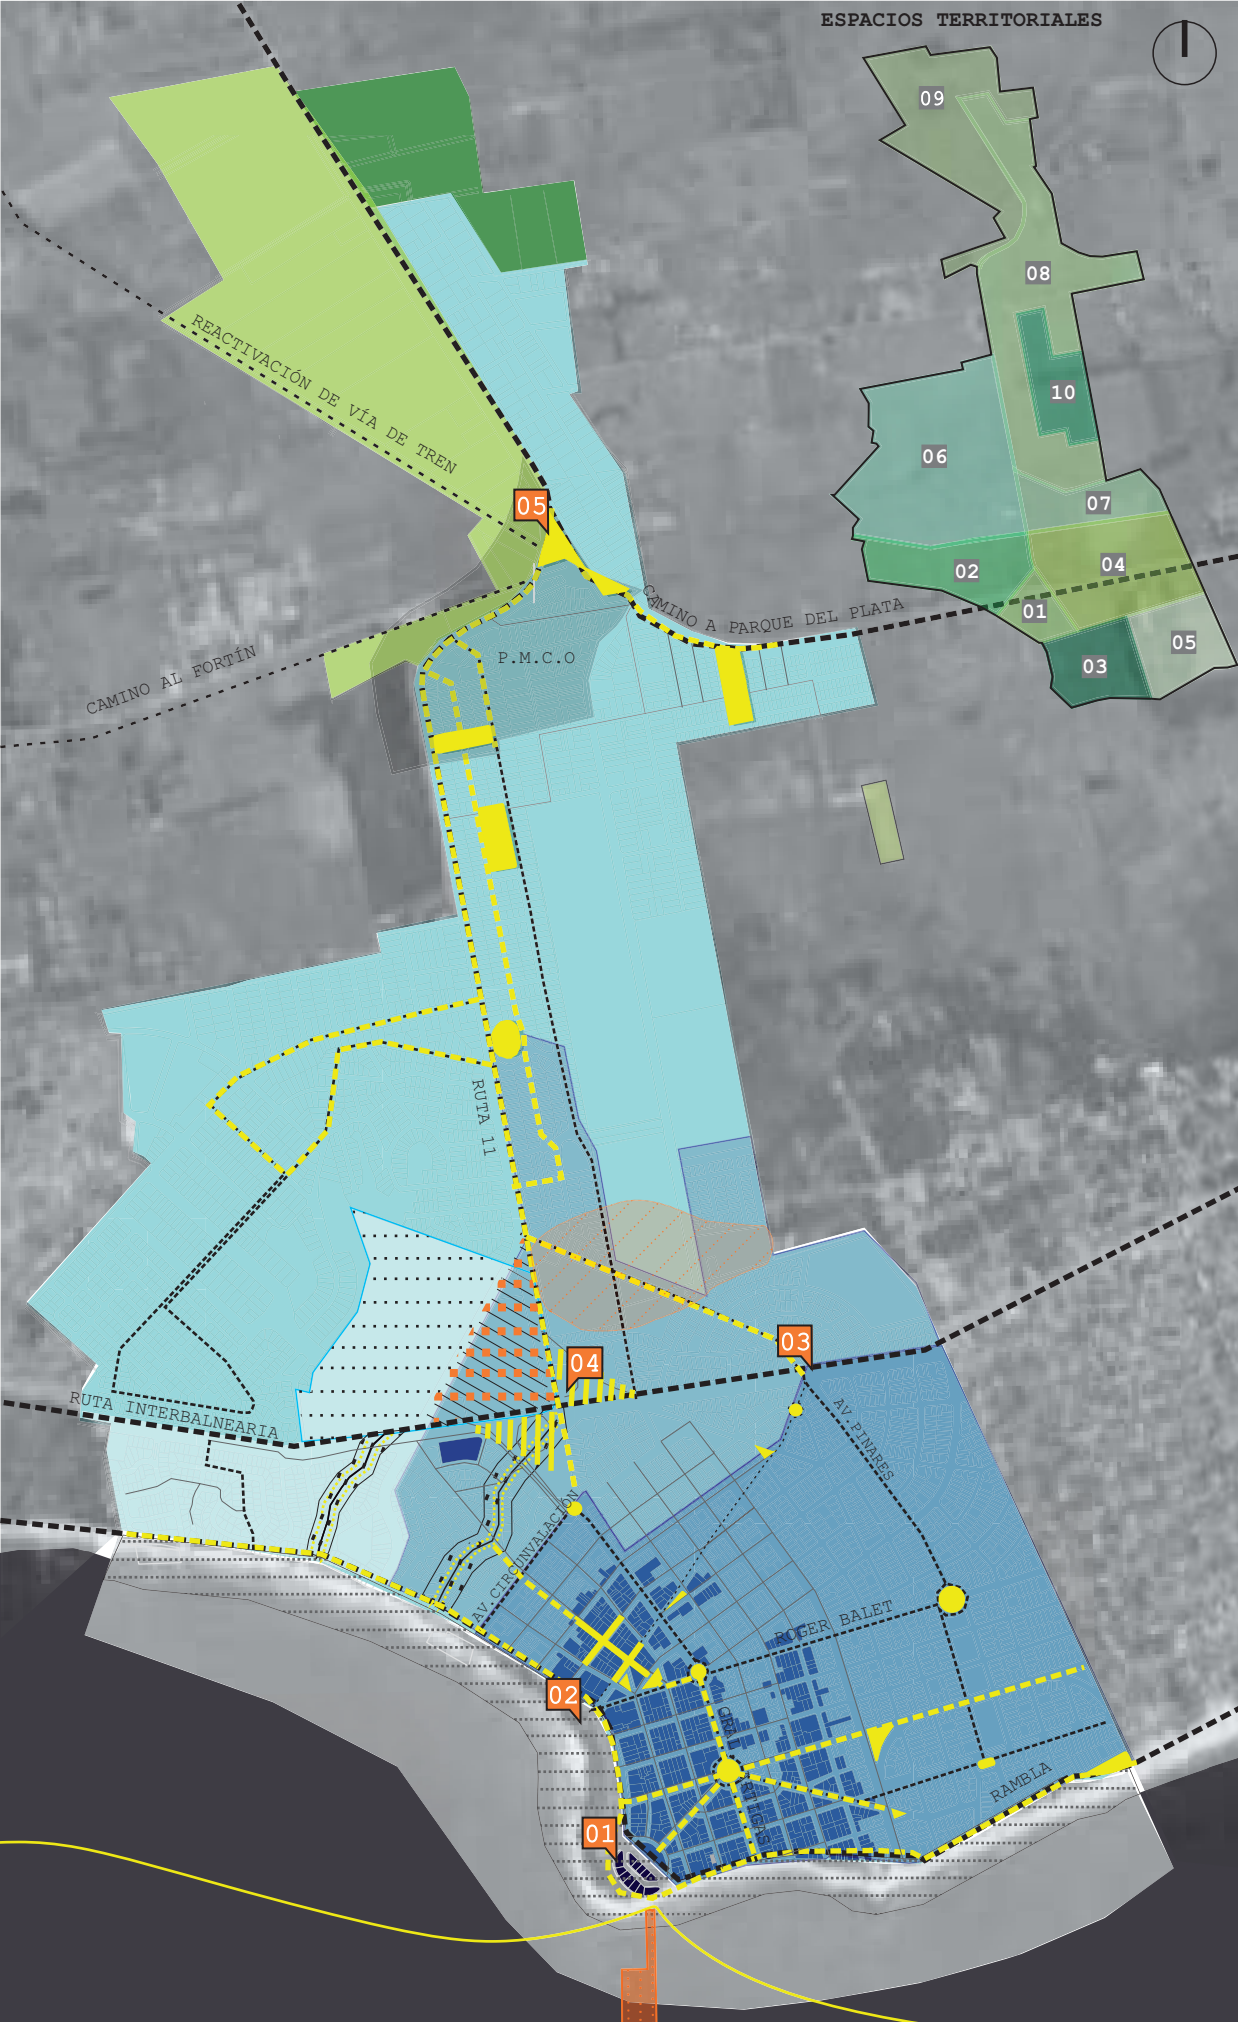 ESPACIOS TERRITORIALES
09
08
10
06
07
04
02
01
05
03
REACTIVACIÓN DE VÍA DE TREN
05
CAMINO A PARQUE DEL PLATA
P.M.C.O
CAMINO AL FORTÍN
RUTA 11
03
04
RUTA INTERBALNEARIA
AV.PINARES
AV CIRCUNVALACIÓN
ROGER BALET
02
GRAL ARTIGAS
RAMBLA
01